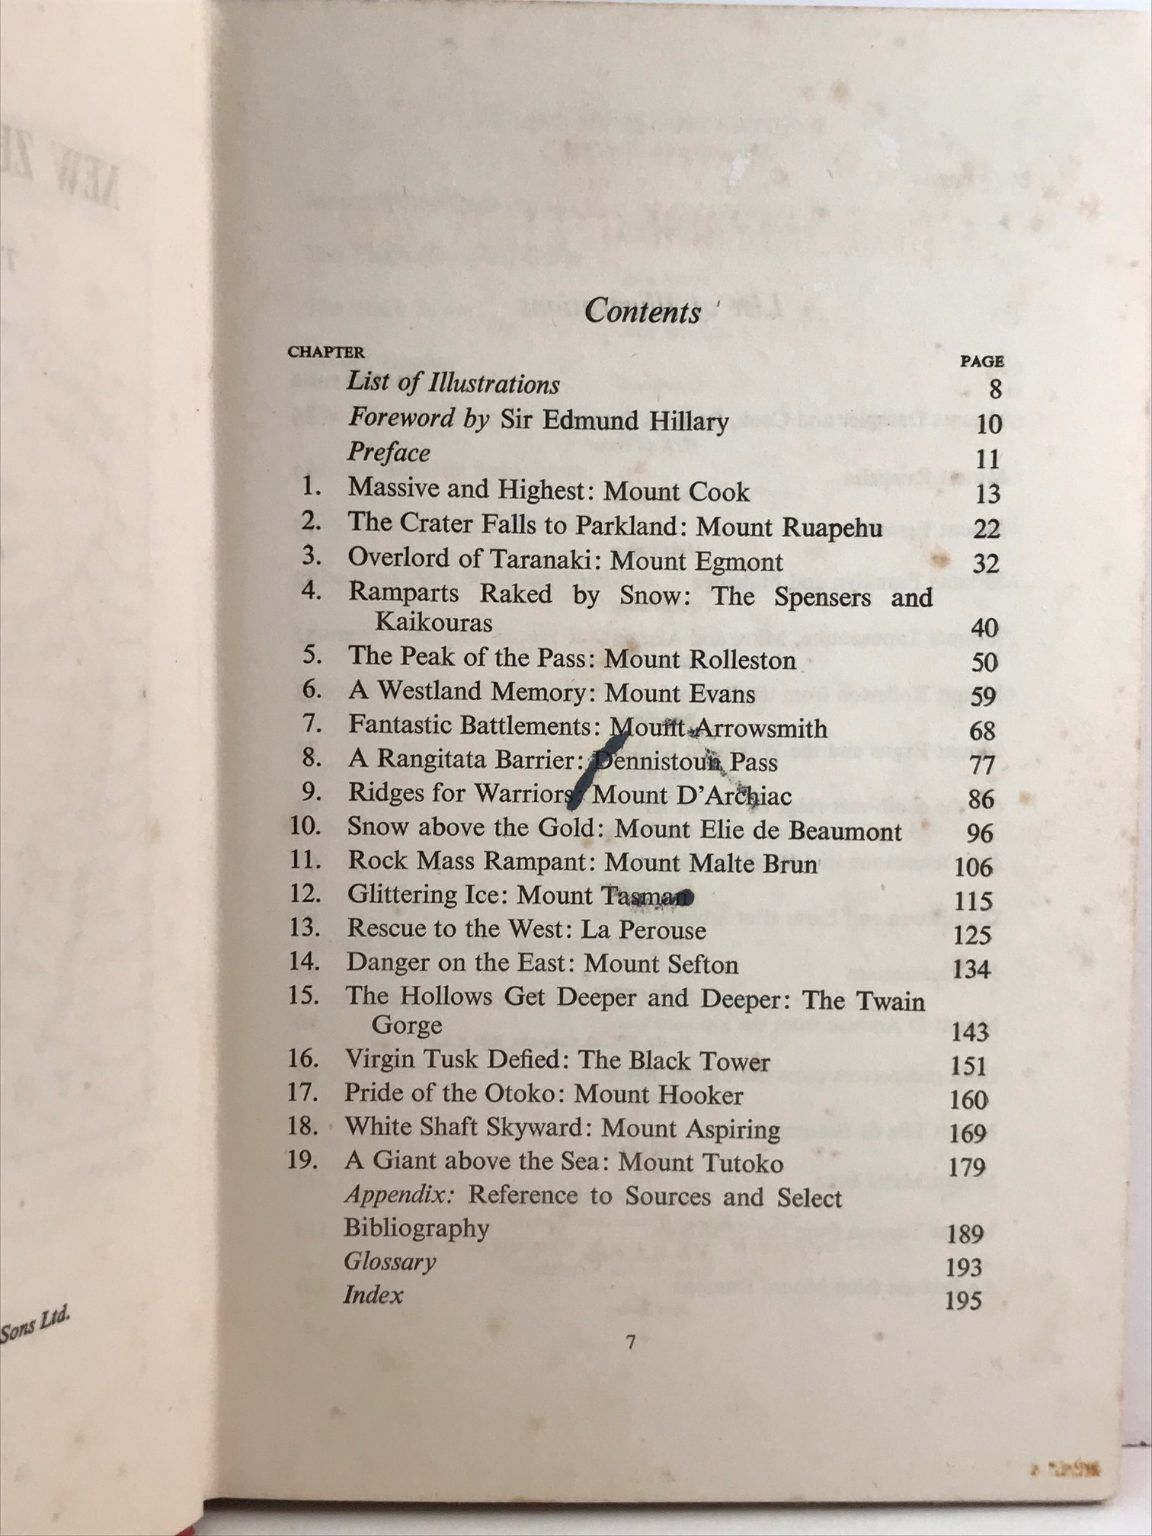 Contents
CHAPTER PAGE
List of Illustrations 8
Foreword by Sir Edmund Hillary 10
Preface 11
1. Massive and Highest: Mount Cook 13
2. The Crater Falls to Parkland: Mount Ruapehu 22
3. Overlord of Taranaki: Mount Egmont 32
4. Ramparts Raked by Snow: The Spensers and
Kaikouras 40
5. The Peak of the Pass: Mount Rolleston 50
6. A Westland Memory: Mount Evans 59
7. Fantastic Battlements: Mount Arrowsmith 68
8. A Rangitata Barrier: Dennistoun Pass 77
9. Ridges for Warriors: Mount D'Archiac 86
10. Snow above the Gold: Mount Elie de Beaumont 96
11. Rock Mass Rampant: Mount Malte Brun 106
12. Glittering Ice: Mount Tasman 115
13. Rescue to the West: La Perouse 125
14. Danger on the East: Mount Sefton 134
15. The Hollows Get Deeper and Deeper: The Twain
Gorge 143
16. Virgin Tusk Defied: The Black Tower 151
17. Pride of the Otoko: Mount Hooker 160
18. White Shaft Skyward: Mount Aspiring 169
19. A Giant above the Sea: Mount Tutoko 179
Appendix: Reference to Sources and Select
Bibliography 189
Glossary 193
Index 195
7
Sons Ltd.